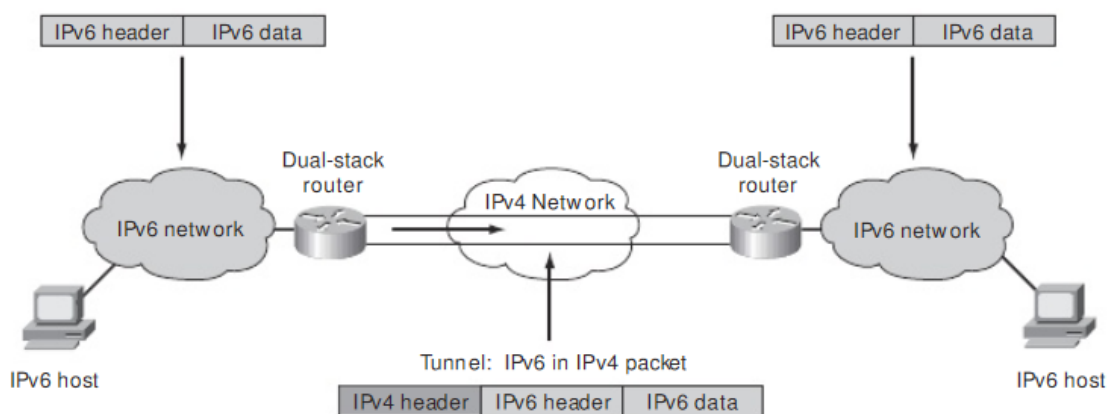 IPv6 header IPv6 data
IPv6 header IPv6 data
Dual-stack
router
Dual-stack
router
IPv6 network
IPv4 Network
IPv6 network
IPv6 host
Tunnel: IPv6 in IPv4 packet
IPv6 host
IPv4 header IPv6 header IPv6 data